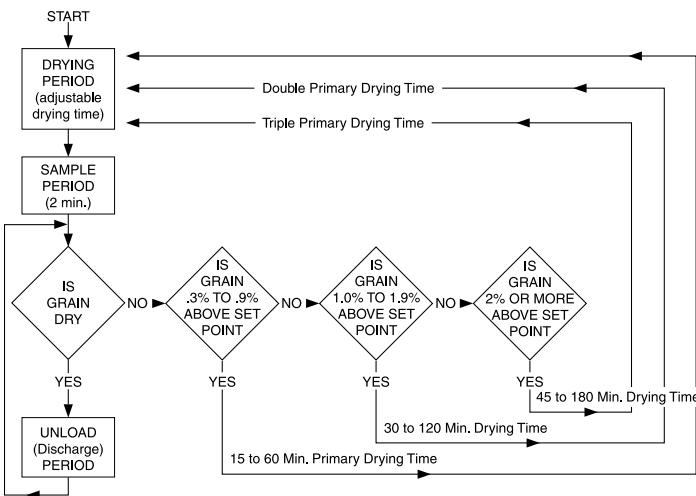 START
DRYING
PERIOD
(adjustable
drying time)
Double Primary Drying Time
Triple Primary Drying Time
SAMPLE
PERIOD
(2 min.)
IS
GRAIN
DRY
NO
IS
GRAIN
.3% TO .9%
ABOVE SET
POINT
NO
IS
GRAIN
1.0% TO 1.9%
ABOVE SET
POINT
NO
IS
GRAIN
2% OR MORE
ABOVE SET
POINT
YES
YES
YES
YES
45 to 180 Min. Drying Time
30 to 120 Min. Drying Time
15 to 60 Min. Primary Drying Time
UNLOAD
(Discharge)
PERIOD